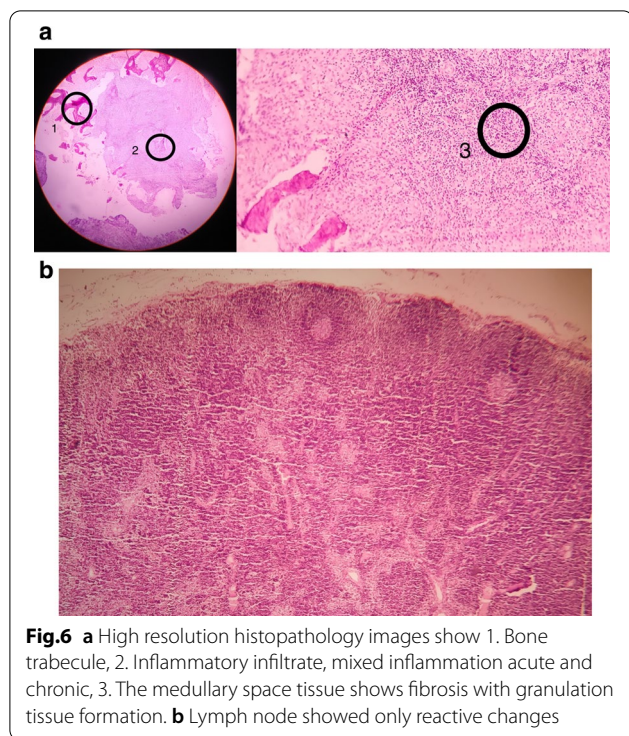 a
1
2
3
b
Fig.6 a High resolution histopathology images show 1. Bone
trabecule, 2. Inflammatory infiltrate, mixed inflammation acute and
chronic, 3. The medullary space tissue shows fibrosis with granulation
tissue formation. b Lymph node showed only reactive changes